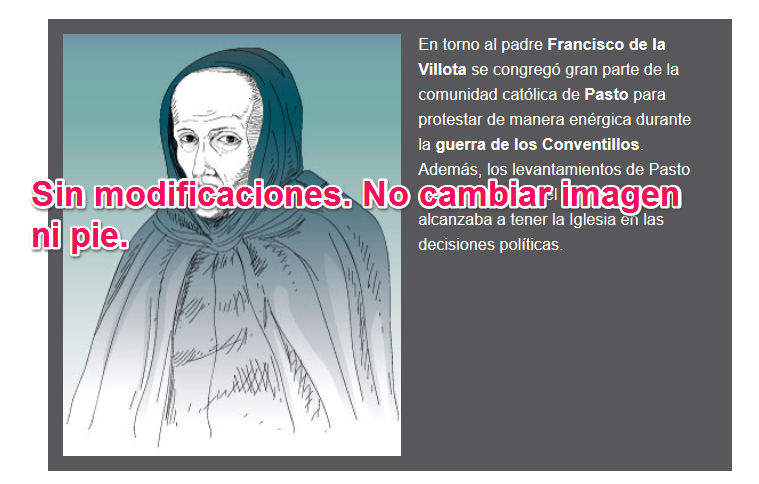 En torno al padre Francisco de la
Villota se congregó gran parte de la
comunidad católica de Pasto para
protestar de manera enérgica durante
la guerra de los Conventillos.
Además, los levantamientos de Pasto
alcanzaba a tener la Iglesia en las
decisiones políticas.
Sin modificaciones. No cambiar imagen
ni pie.